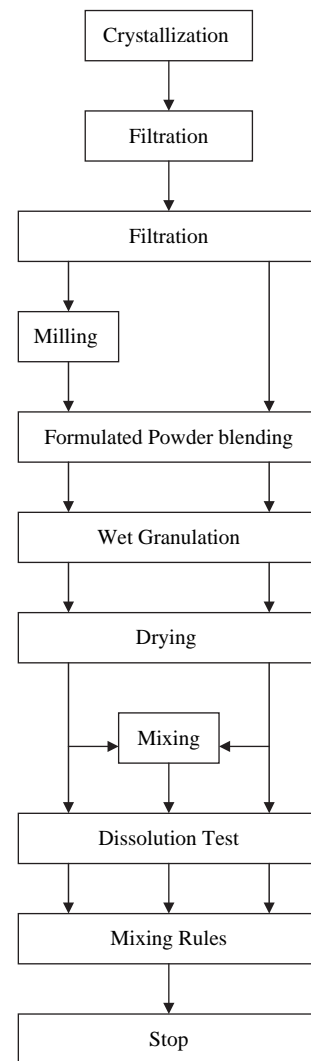 Crystallization
Filtration
Filtration
Milling
Formulated Powder blending
Wet Granulation
Drying
Mixing
Dissolution Test
Mixing Rules
Stop